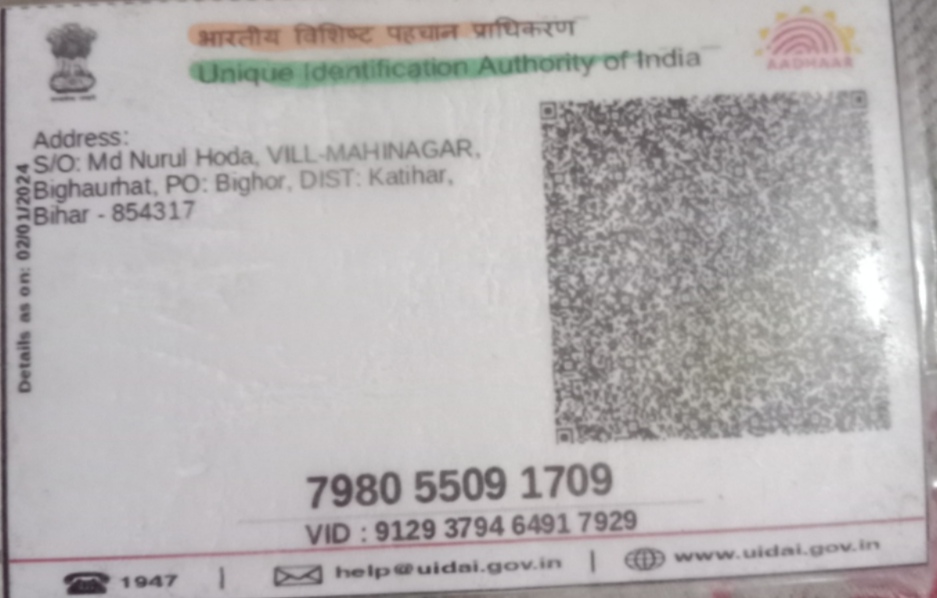 भारतीय विशिष्ट पहचान प्राधिकरण
Unique Identification Authority of India
AADHAAR
Details as on: 02/01/2024
Address:
S/O: Md Nurul Hoda, VILL-MAHINAGAR,
Bighaurhat, PO: Bighor, DIST: Katihar,
Bihar - 854317
7980 5509 1709
VID : 9129 3794 6491 7929
1947 | help@uidai.gov.in | www.uidai.gov.in